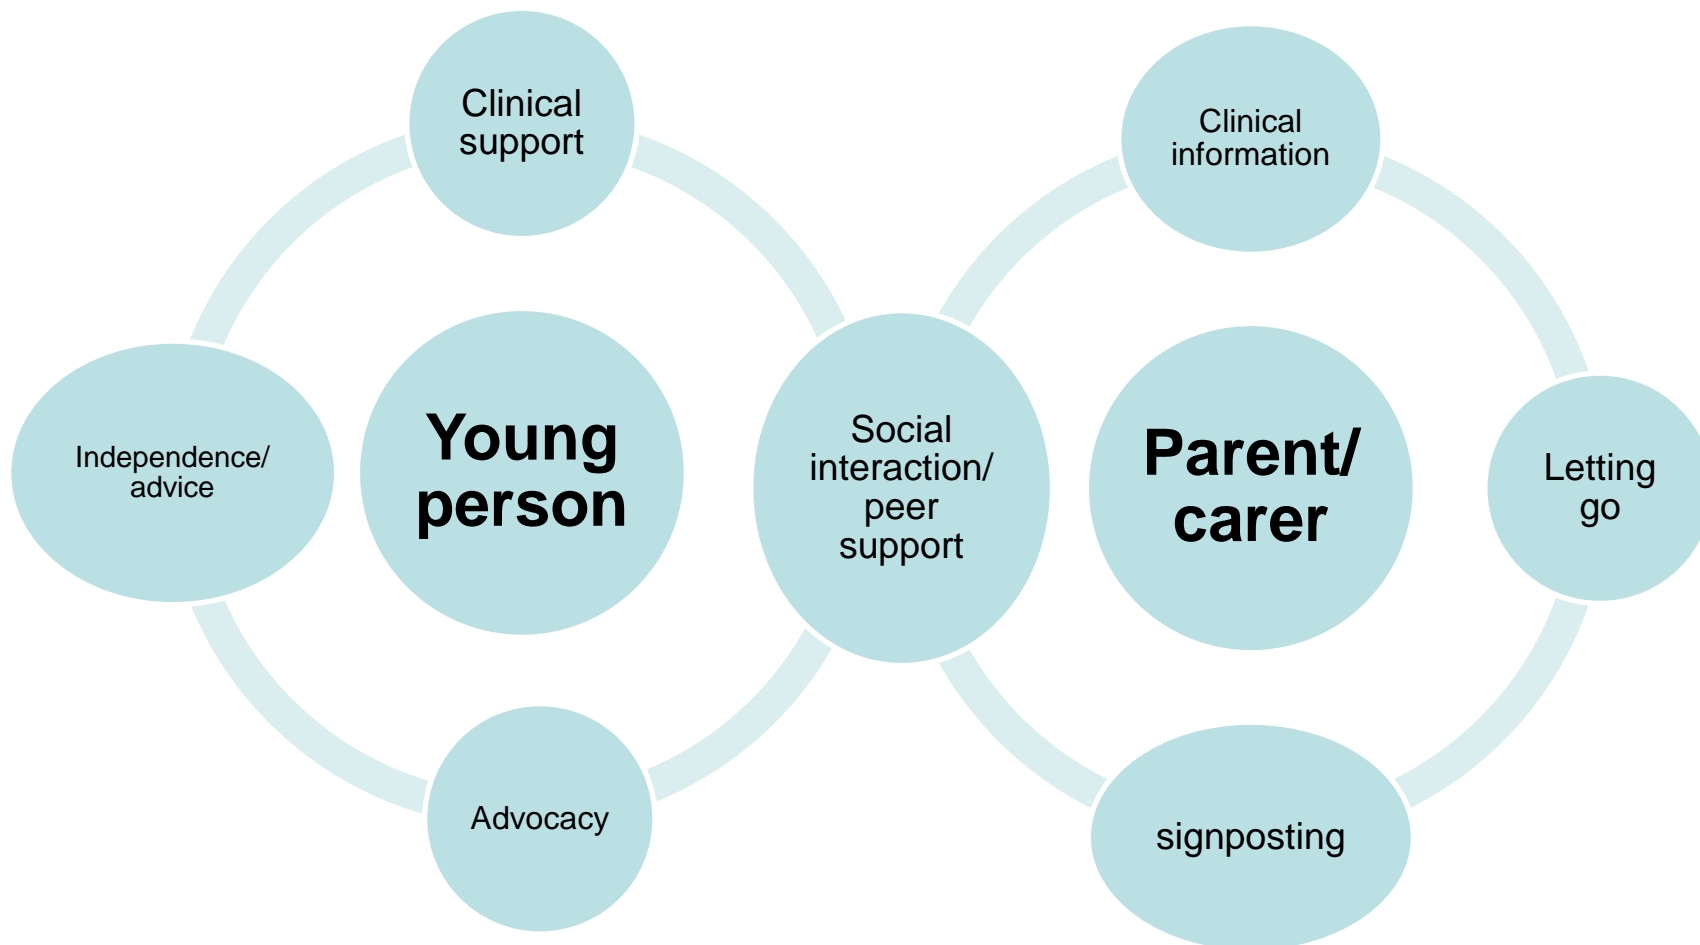 Clinical
support
Independence/
advice
Young
person
Advocacy
Social
interaction/
peer
support
Clinical
information
Parent/
carer
Letting
go
signposting